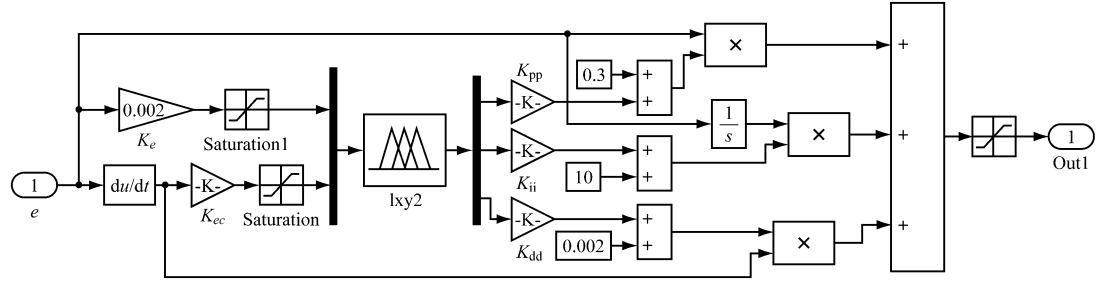 K_pp
×
+
0.3
+
+
0.002
-K-
+
K_e
Saturation1
1/s
×
+
-K-
+
1
e
du/dt
-K-
K_ec
Saturation
lxy2
K_ii
10
+
1
Out1
-K-
K_dd
+
0.002
+
×
+